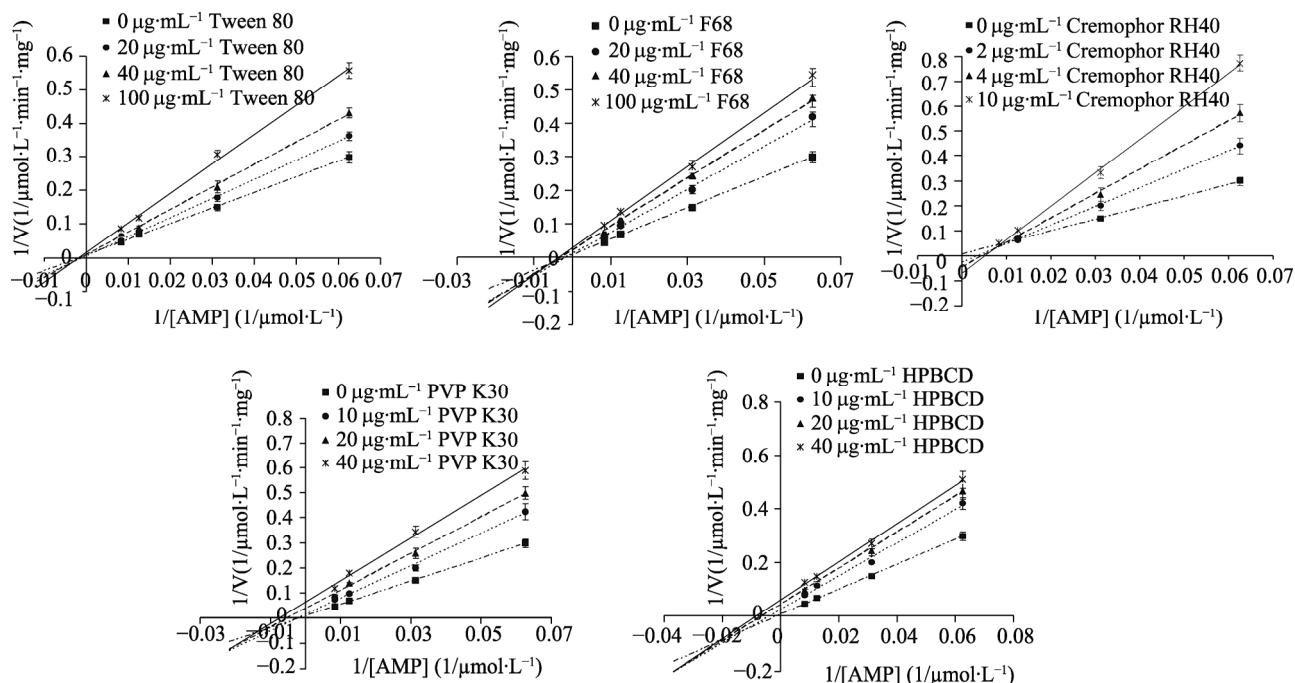 0 μg·mL⁻¹ Tween 80
20 μg·mL⁻¹ Tween 80
40 μg·mL⁻¹ Tween 80
100 μg·mL⁻¹ Tween 80
1/V(1/μmol·L⁻¹·min⁻¹·mg⁻¹)
0.6
0.5
0.4
0.3
0.2
0.1
0
−0.1
−0.01 0 0.01 0.02 0.03 0.04 0.05 0.06 0.07
1/[AMP] (1/μmol·L⁻¹)
0 μg·mL⁻¹ F68
20 μg·mL⁻¹ F68
40 μg·mL⁻¹ F68
100 μg·mL⁻¹ F68
1/V(1/μmol·L⁻¹·min⁻¹·mg⁻¹)
0.6
0.5
0.4
0.3
0.2
0.1
0
−0.1
−0.2
−0.03 −0.01 0.01 0.03 0.05 0.07
1/[AMP] (1/μmol·L⁻¹)
0 μg·mL⁻¹ Cremophor RH40
2 μg·mL⁻¹ Cremophor RH40
4 μg·mL⁻¹ Cremophor RH40
10 μg·mL⁻¹ Cremophor RH40
1/V(1/μmol·L⁻¹·min⁻¹·mg⁻¹)
0.8
0.7
0.6
0.5
0.4
0.3
0.2
0.1
0
−0.1
−0.2
−0.01 0 0.01 0.02 0.03 0.04 0.05 0.06 0.07
1/[AMP] (1/μmol·L⁻¹)
0 μg·mL⁻¹ PVP K30
10 μg·mL⁻¹ PVP K30
20 μg·mL⁻¹ PVP K30
40 μg·mL⁻¹ PVP K30
1/V(1/μmol·L⁻¹·min⁻¹·mg⁻¹)
0.8
0.7
0.6
0.5
0.4
0.3
0.2
0.1
0
−0.1
−0.2
−0.03 −0.01 0.01 0.03 0.05 0.07
1/[AMP] (1/μmol·L⁻¹)
0 μg·mL⁻¹ HPBCD
10 μg·mL⁻¹ HPBCD
20 μg·mL⁻¹ HPBCD
40 μg·mL⁻¹ HPBCD
1/V(1/μmol·L⁻¹·min⁻¹·mg⁻¹)
0.8
0.6
0.4
0.2
0
−0.2
−0.04 −0.02 0 0.02 0.04 0.06 0.08
1/[AMP] (1/μmol·L⁻¹)